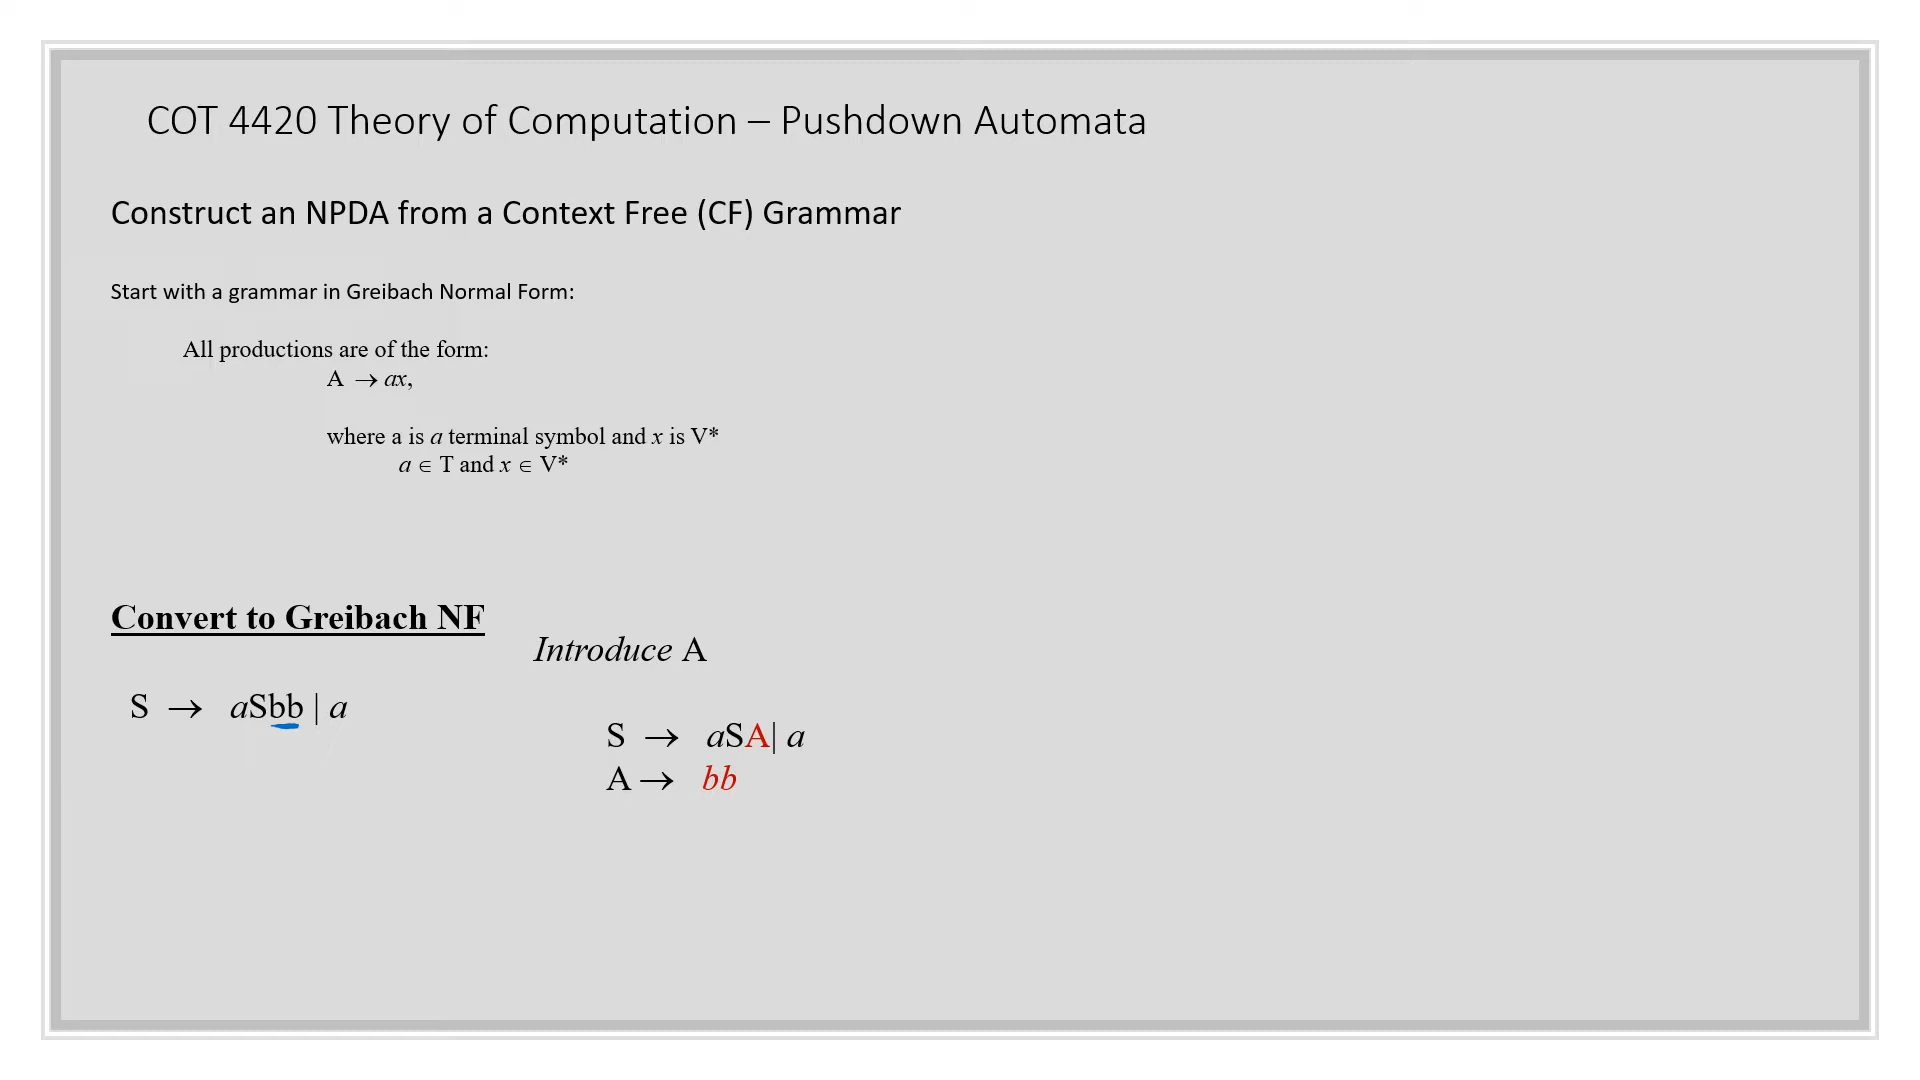 COT 4420 Theory of Computation – Pushdown Automata
Construct an NPDA from a Context Free (CF) Grammar
Start with a grammar in Greibach Normal Form:
All productions are of the form:
A → ax,
where a is a terminal symbol and x is V*
a ∈ T and x ∈ V*
Convert to Greibach NF
Introduce A
S → aSbb | a
S → aSA| a
A → bb